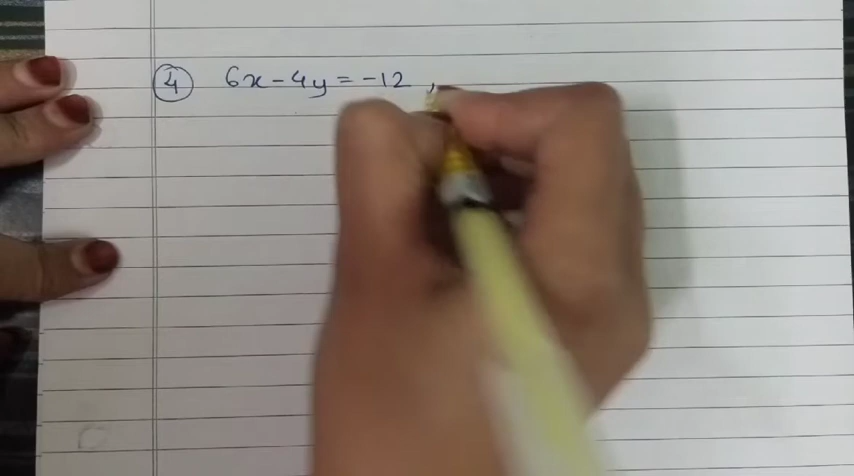 ④ 6x - 4y = -12 ,